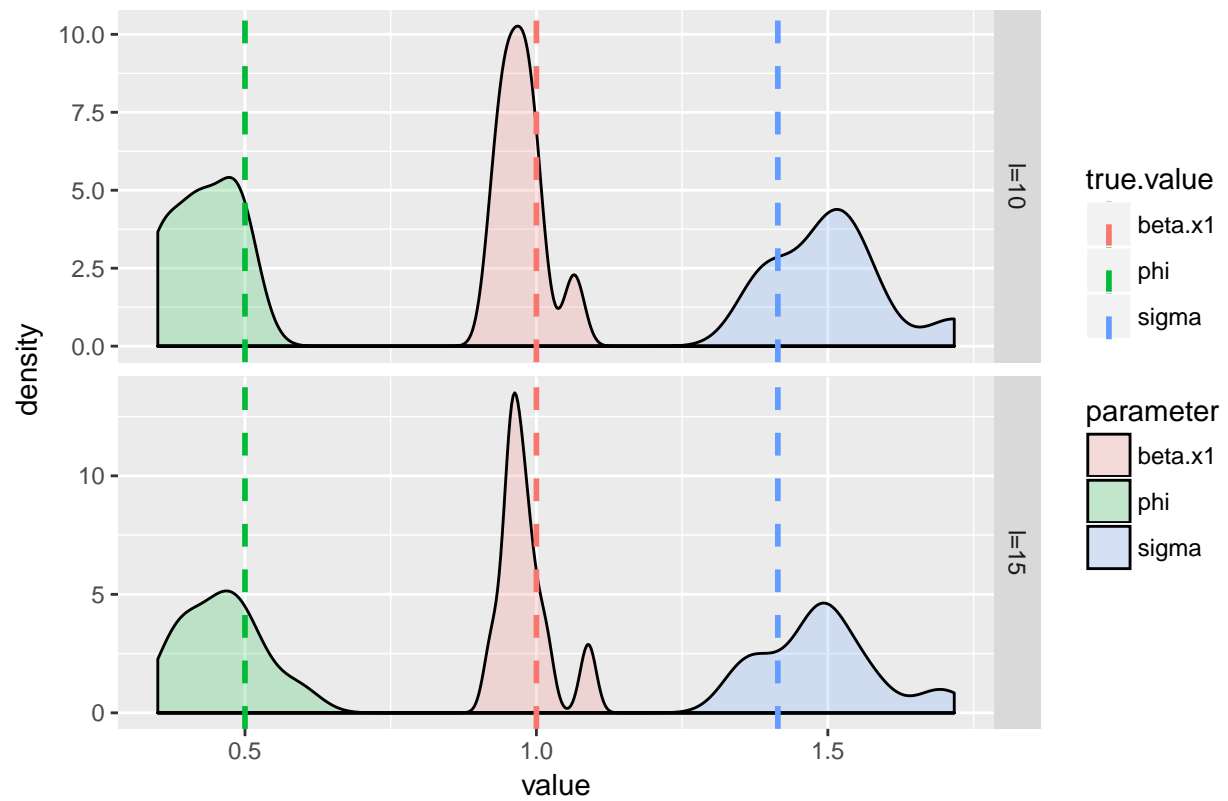 10.0
7.5
5.0
2.5
0.0
l=10
10
5
0
l=15
density
0.5
1.0
1.5
value
true.value
beta.x1
phi
sigma
parameter
beta.x1
phi
sigma